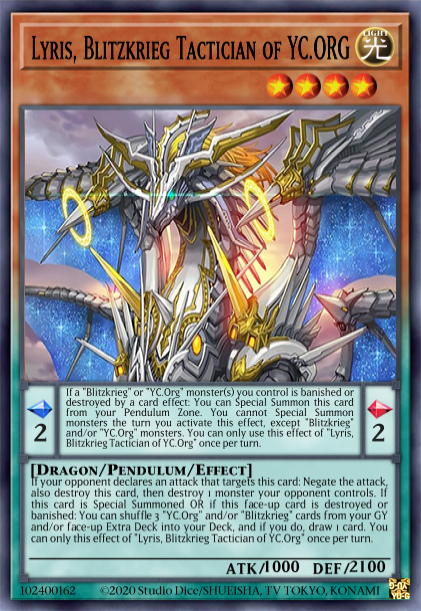 Lyris, Blitzkrieg Tactician of YC.ORG
LIGHT
光
If a "Blitzkrieg" or "YC.Org" monster(s) you control is banished or
destroyed by a card effect: You can Special Summon this card
from your Pendulum Zone. You cannot Special Summon
monsters the turn you activate this effect, except "Blitzkrieg"
and/or "YC.Org" monsters. You can only use this effect of "Lyris,
Blitzkrieg Tactician of YC.Org" once per turn.
2
2
[Dragon/Pendulum/Effect]
If your opponent declares an attack that targets this card: Negate the attack,
also destroy this card, then destroy 1 monster your opponent controls. If
this card is Special Summoned OR if this face-up card is destroyed or
banished: You can shuffle 3 "YC.Org" and/or "Blitzkrieg" cards from your GY
and/or face-up Extra Deck into your Deck, and if you do, draw 1 card. You
can only this effect of "Lyris, Blitzkrieg Tactician of YC.Org" once per turn.
ATK/1000 DEF/2100
102400162 ©2020 Studio Dice/SHUEISHA, TV TOKYO, KONAMI